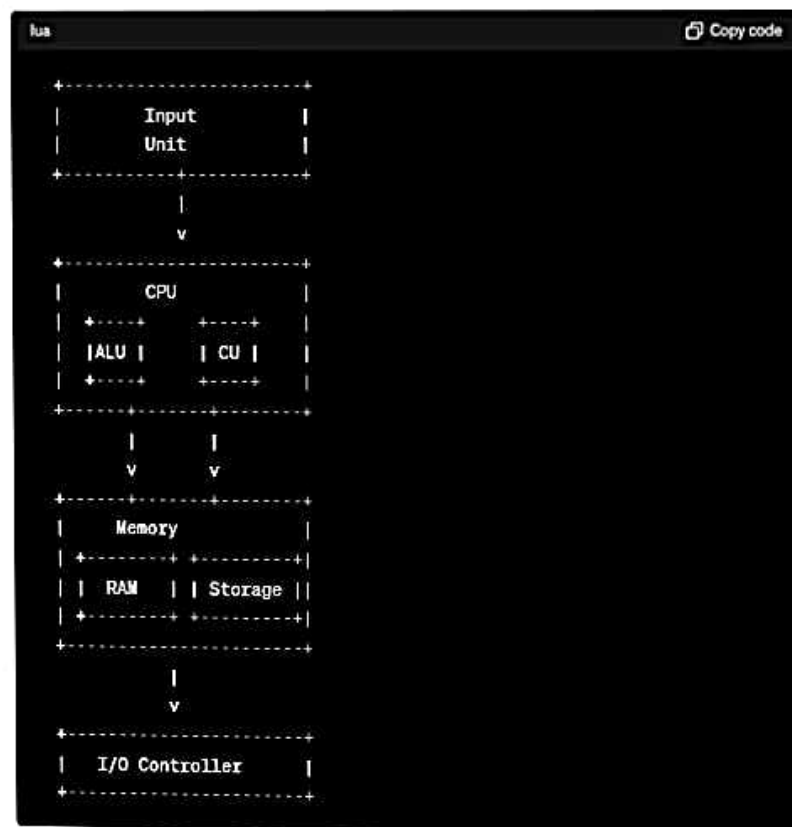 lua Copy code
+-------------------------+
| Input |
| Unit |
+------------+------------+
|
v
+-------------------------+
| CPU |
| +-----+ +-----+ |
| |ALU | | CU | |
| +-----+ +-----+ |
+-------+--------+---------+
| |
v v
+-------+--------+---------+
| Memory |
| +---------+ +----------+|
| | RAM | | Storage ||
| +---------+ +----------+|
+-------------------------+
|
v
+-------------------------+
| I/O Controller |
+-------------------------+